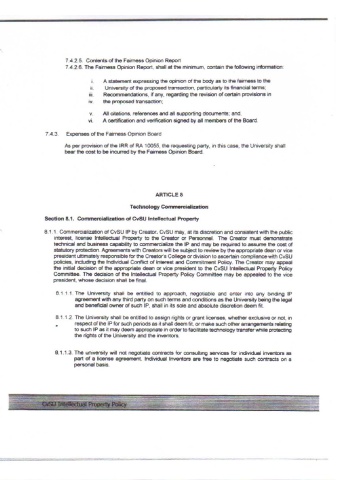 7.4.2.5. Contents of the Fairness Opinion Report
7.4.2.6. The Fairness Opinion Report, shall at the minimum, contain the following information:
i. A statement expressing the opinion of the body as to the fairness to the
ii. University of the proposed transaction, particularly its financial terms;
iii. Recommendations, if any, regarding the revision of certain provisions in
iv. the proposed transaction;
v. All citations, references and all supporting documents; and,
vi. A certification and verification signed by all members of the Board.
7.4.3. Expenses of the Fairness Opinion Board
As per provision of the IRR of RA 10055, the requesting party, in this case, the University shall
bear the cost to be incurred by the Fairness Opinion Board.
ARTICLE 8
Technology Commercialization
Section 8.1. Commercialization of CvSU Intellectual Property
8.1.1. Commercialization of CvSU IP by Creator. CvSU may, at its discretion and consistent with the public
interest, license Intellectual Property to the Creator or Personnel. The Creator must demonstrate
technical and business capability to commercialize the IP and may be required to assume the cost of
statutory protection. Agreements with Creators will be subject to review by the appropriate dean or vice
president ultimately responsible for the Creator's College or division to ascertain compliance with CvSU
policies, including the Individual Conflict of Interest and Commitment Policy. The Creator may appeal
the initial decision of the appropriate dean or vice president to the CvSU Intellectual Property Policy
Committee. The decision of the Intellectual Property Policy Committee may be appealed to the vice
president, whose decision shall be final.
8.1.1.1. The University shall be entitled to approach, negotiate and enter into any binding IP
agreement with any third party on such terms and conditions as the University being the legal
and beneficial owner of such IP, shall in its sole and absolute discretion deem fit.
8.1.1.2. The University shall be entitled to assign rights or grant licenses, whether exclusive or not, in
respect of the IP for such periods as it shall deem fit, or make such other arrangements relating
to such IP as it may deem appropriate in order to facilitate technology transfer while protecting
the rights of the University and the inventors.
8.1.1.3. The university will not negotiate contracts for consulting services for individual inventors as
part of a license agreement. Individual Inventors are free to negotiate such contracts on a
personal basis.
CvSU Intellectual Property Policy